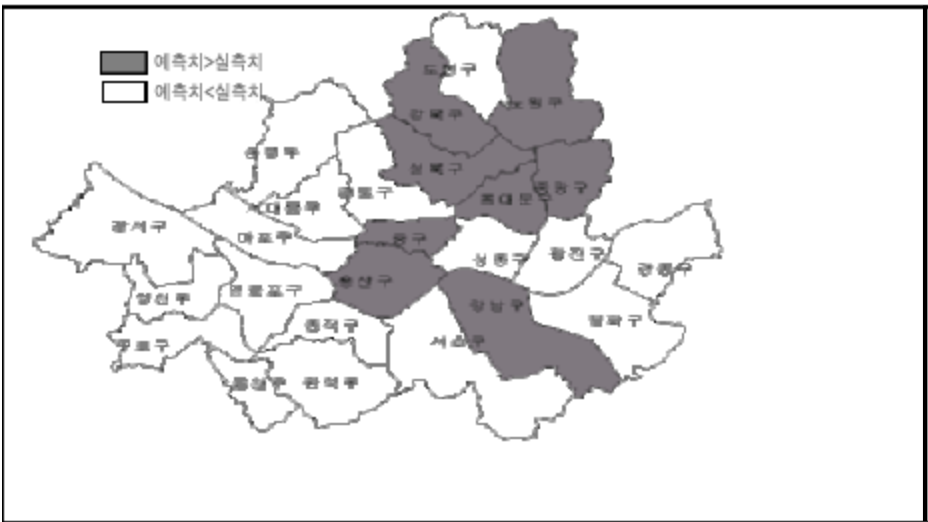 예측치>실측치
예측치<실측치
도봉구
노원구
강북구
은평구
성북구
종로구
동대문구
중랑구
서대문구
강서구
마포구
중구
성동구
광진구
강동구
용산구
양천구
영등포구
강남구
송파구
동작구
서초구
구로구
금천구
관악구